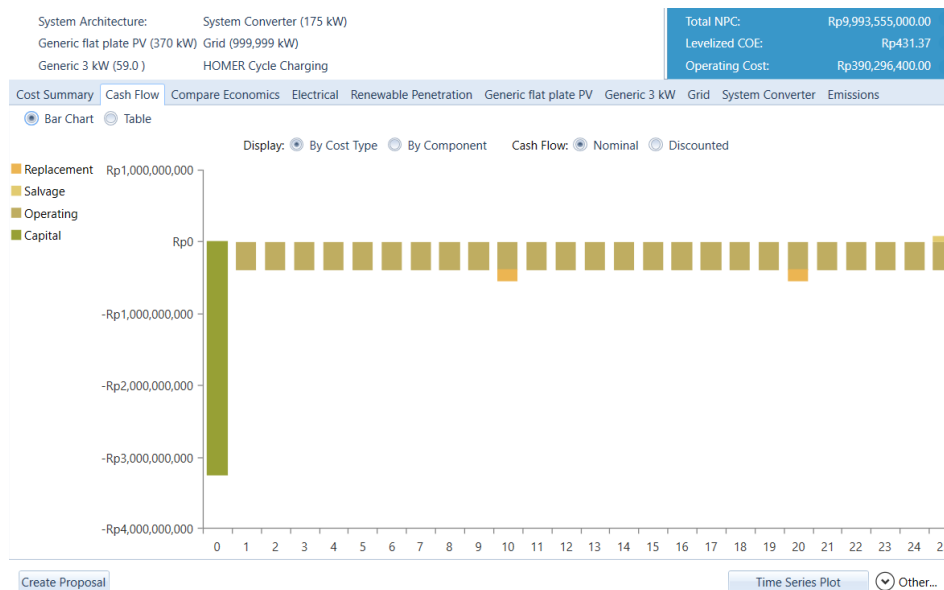 System Architecture: System Converter (175 kW)
Generic flat plate PV (370 kW) Grid (999,999 kW)
Generic 3 kW (59.0 ) HOMER Cycle Charging
Total NPC: Rp9,993,555,000.00
Levelized COE: Rp431.37
Operating Cost: Rp390,296,400.00
Cost Summary Cash Flow Compare Economics Electrical Renewable Penetration Generic flat plate PV Generic 3 kW Grid System Converter Emissions
Bar Chart Table
Display: By Cost Type By Component Cash Flow: Nominal Discounted
Replacement
Salvage
Operating
Capital
Rp1,000,000,000
Rp0
-Rp1,000,000,000
-Rp2,000,000,000
-Rp3,000,000,000
-Rp4,000,000,000
0 1 2 3 4 5 6 7 8 9 10 11 12 13 14 15 16 17 18 19 20 21 22 23 24 2
Create Proposal Time Series Plot Other...